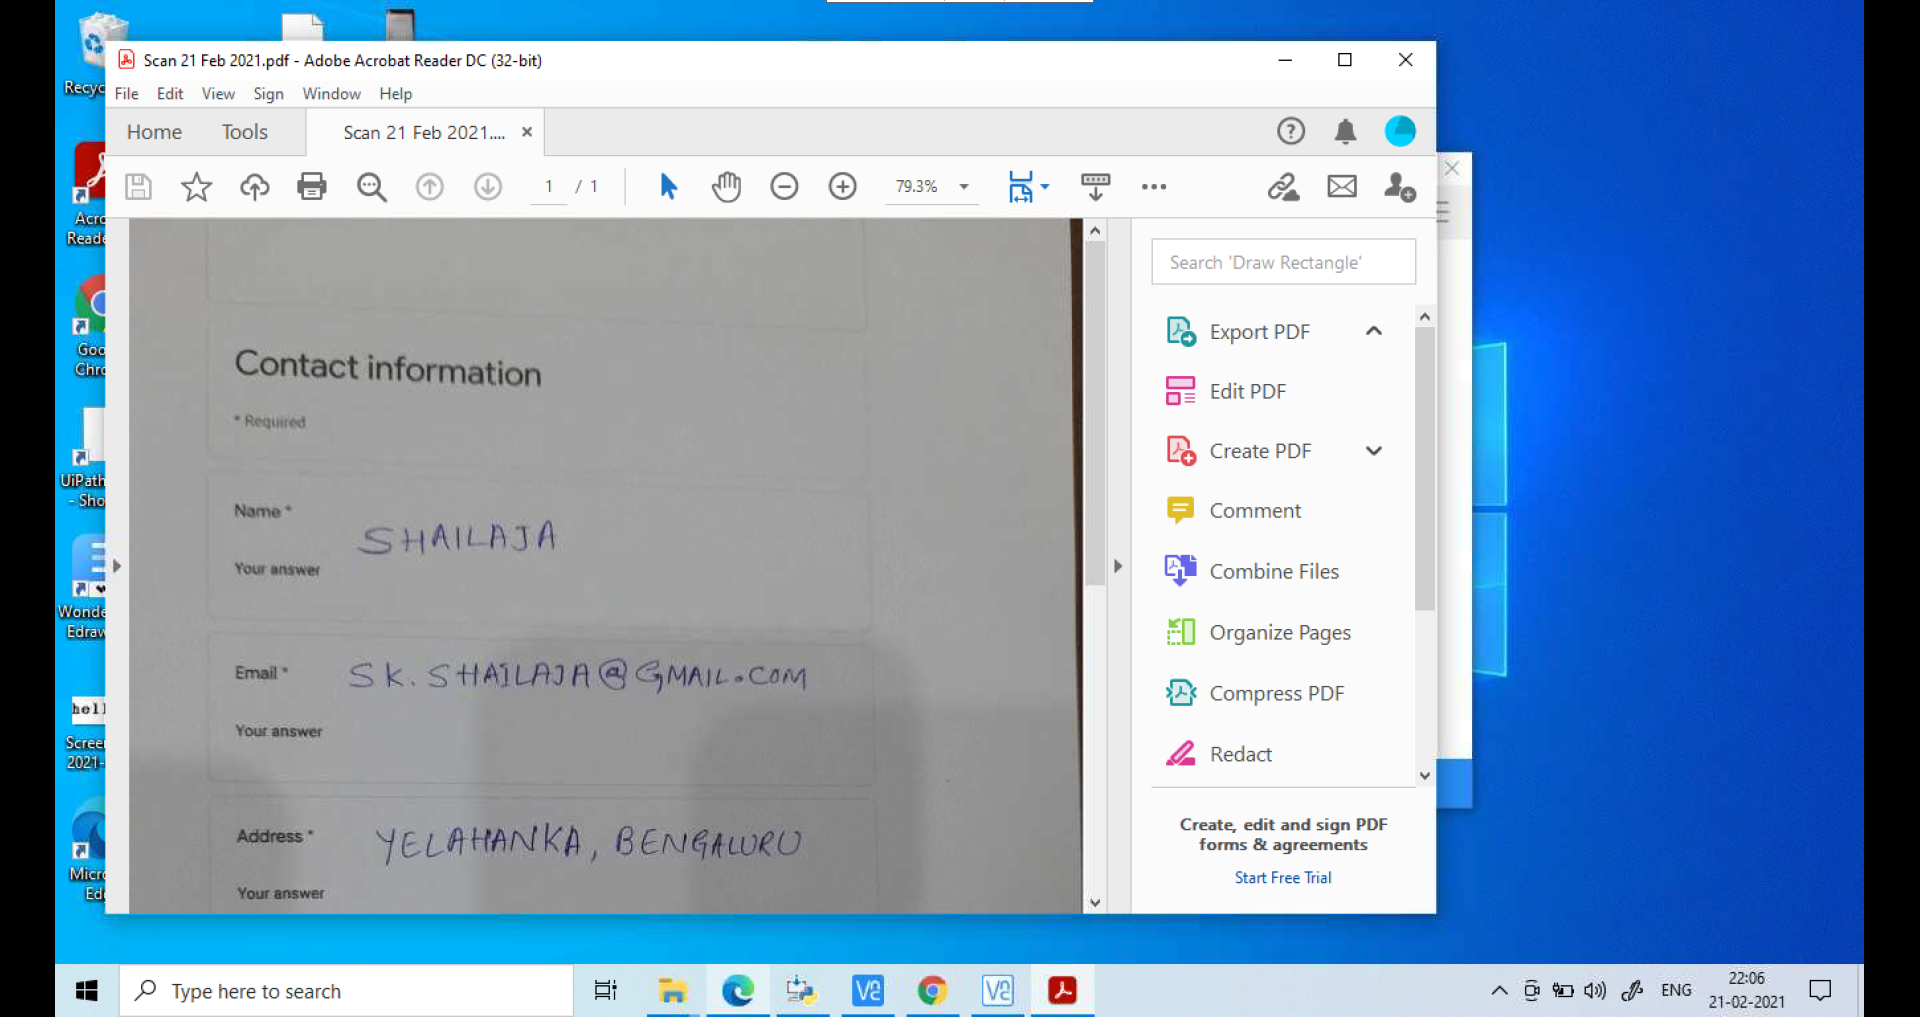 Recyc
Scan 21 Feb 2021.pdf - Adobe Acrobat Reader DC (32-bit)
File Edit View Sign Window Help
Home Tools Scan 21 Feb 2021....
1 / 1 79.3%
Acro
Reade
Goo
Chro
UiPath
- Sho
Wonde
Edraw
hell
Scree
2021-
Micr
Ed
Contact information
* Required
Name *
SHAILAJA
Your answer
Email *
SK.SHAILAJA@GMAIL.COM
Your answer
Address *
YELAHANKA, BENGALURU
Your answer
Search 'Draw Rectangle'
Export PDF
Edit PDF
Create PDF
Comment
Combine Files
Organize Pages
Compress PDF
Redact
Create, edit and sign PDF
forms & agreements
Start Free Trial
Type here to search
ENG
22:06
21-02-2021